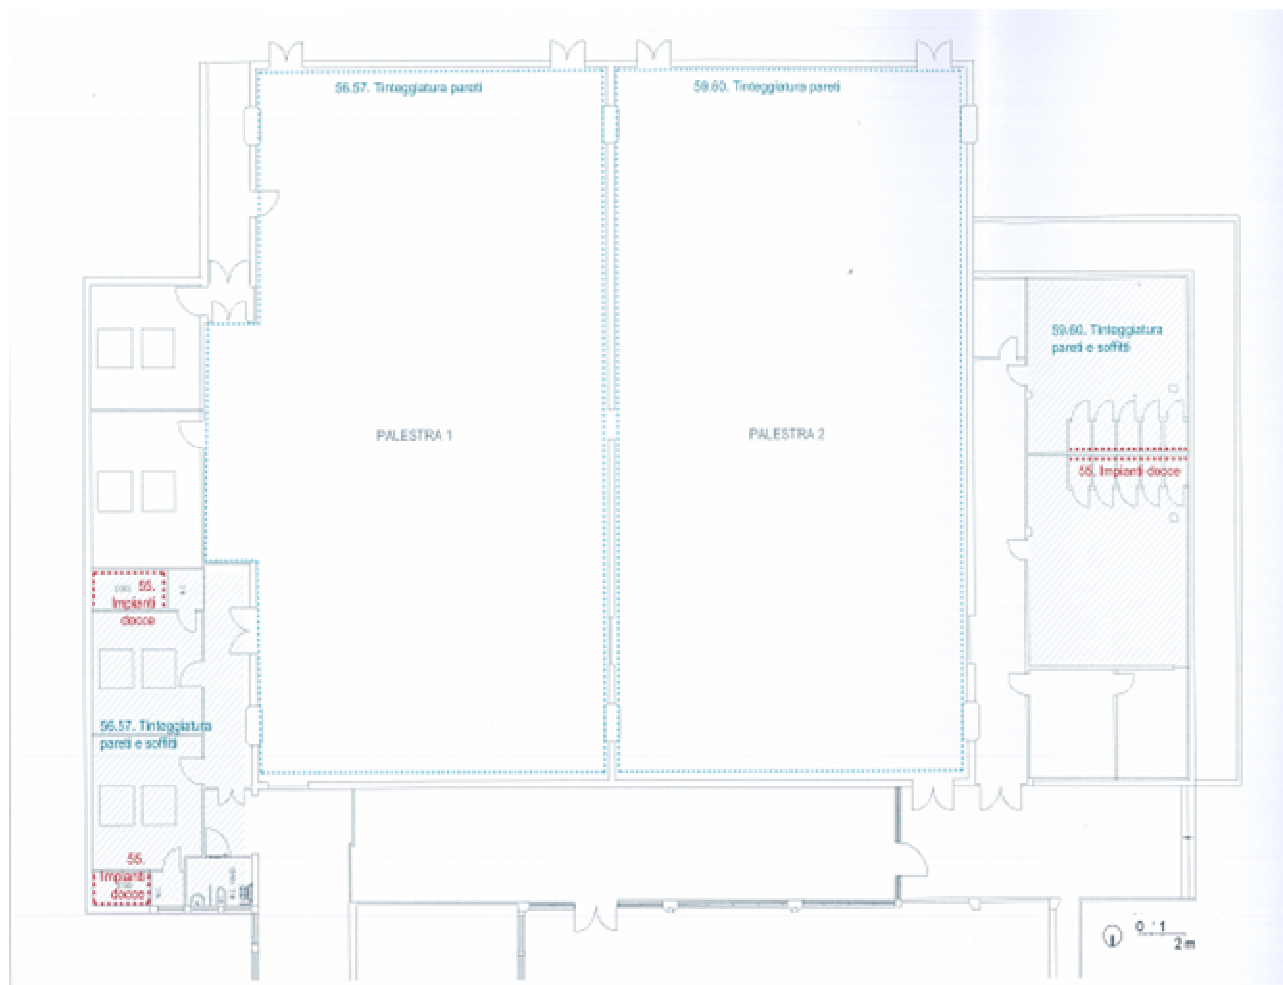 56.57. Tinteggiatura pareti
59.60. Tinteggiatura pareti
59.60. Tinteggiatura
pareti e soffitti
PALESTRA 1
PALESTRA 2
55. Impianti docce
55.
Impianti
docce
56.57. Tinteggiatura
pareti e soffitti
55.
Impianti
docce
0 1
2m